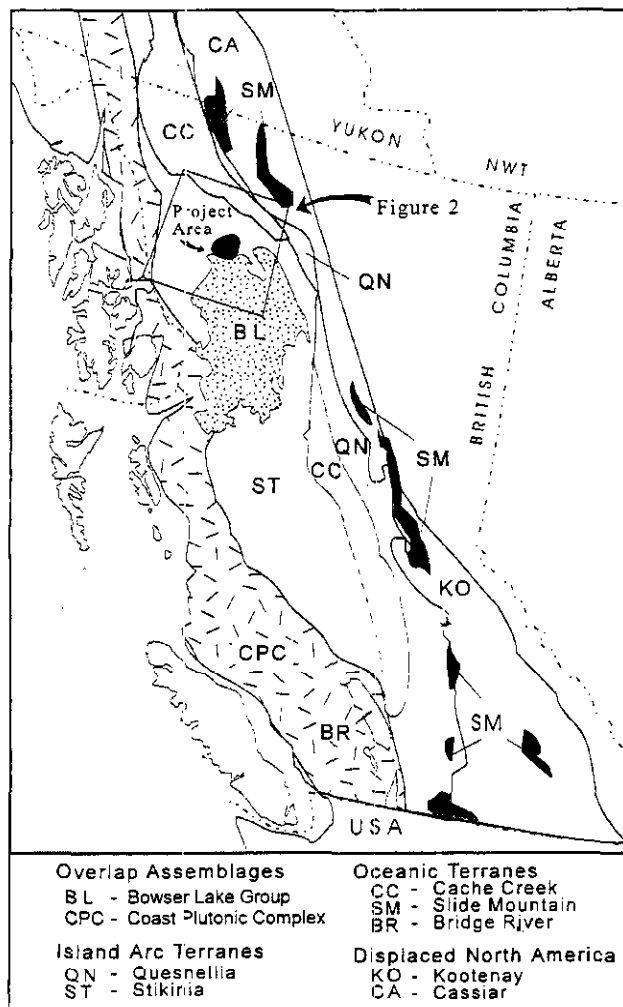 CA
SM
CC
YUKON
NWT
Figure 2
Project
Area
BRITISH COLUMBIA
ALBERTA
QN
BL
QN
SM
CC
ST
KO
CPC
SM
BR
USA
Overlap Assemblages
BL - Bowser Lake Group
CPC - Coast Plutonic Complex
Island Arc Terranes
QN - Quesnellia
ST - Stikinia
Oceanic Terranes
CC - Cache Creek
SM - Slide Mountain
BR - Bridge River
Displaced North America
KO - Kootenay
CA - Cassiar